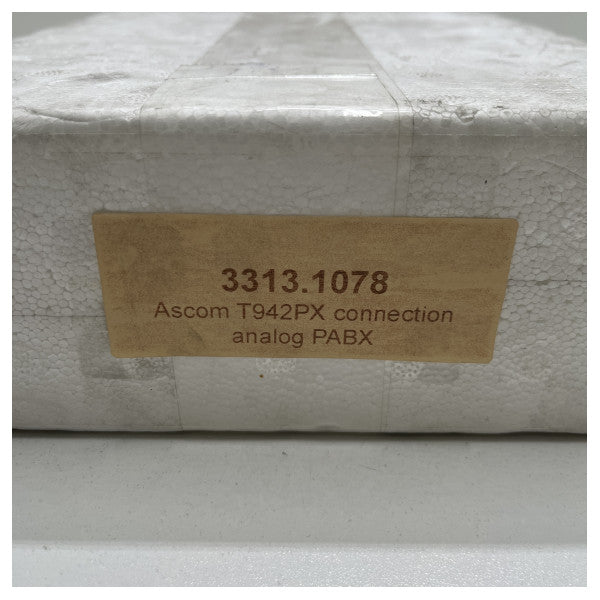 3313.1078
Ascom T942PX connection
analog PABX